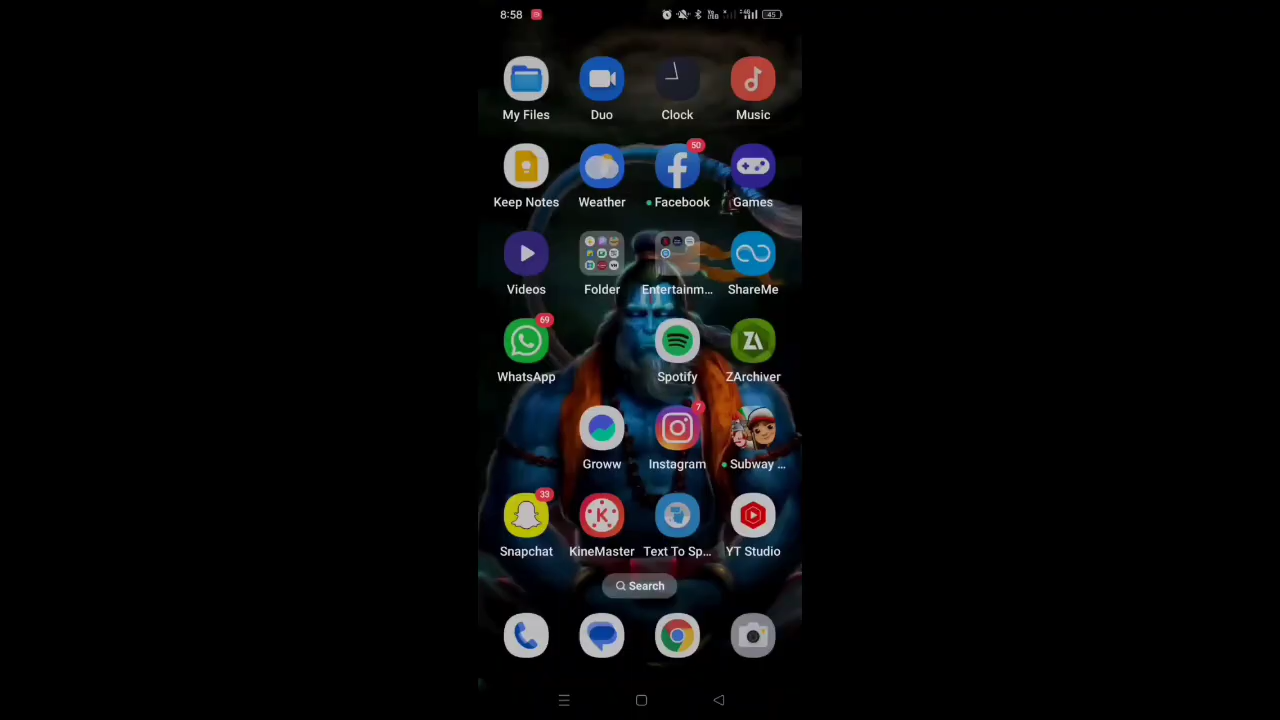 8:58
45
My Files Duo Clock Music
50
Keep Notes Weather Facebook Games
Videos Folder Entertainm... ShareMe
69
WhatsApp Spotify ZArchiver
7
Groww Instagram Subway ...
33
Snapchat KineMaster Text To Sp... YT Studio
Search